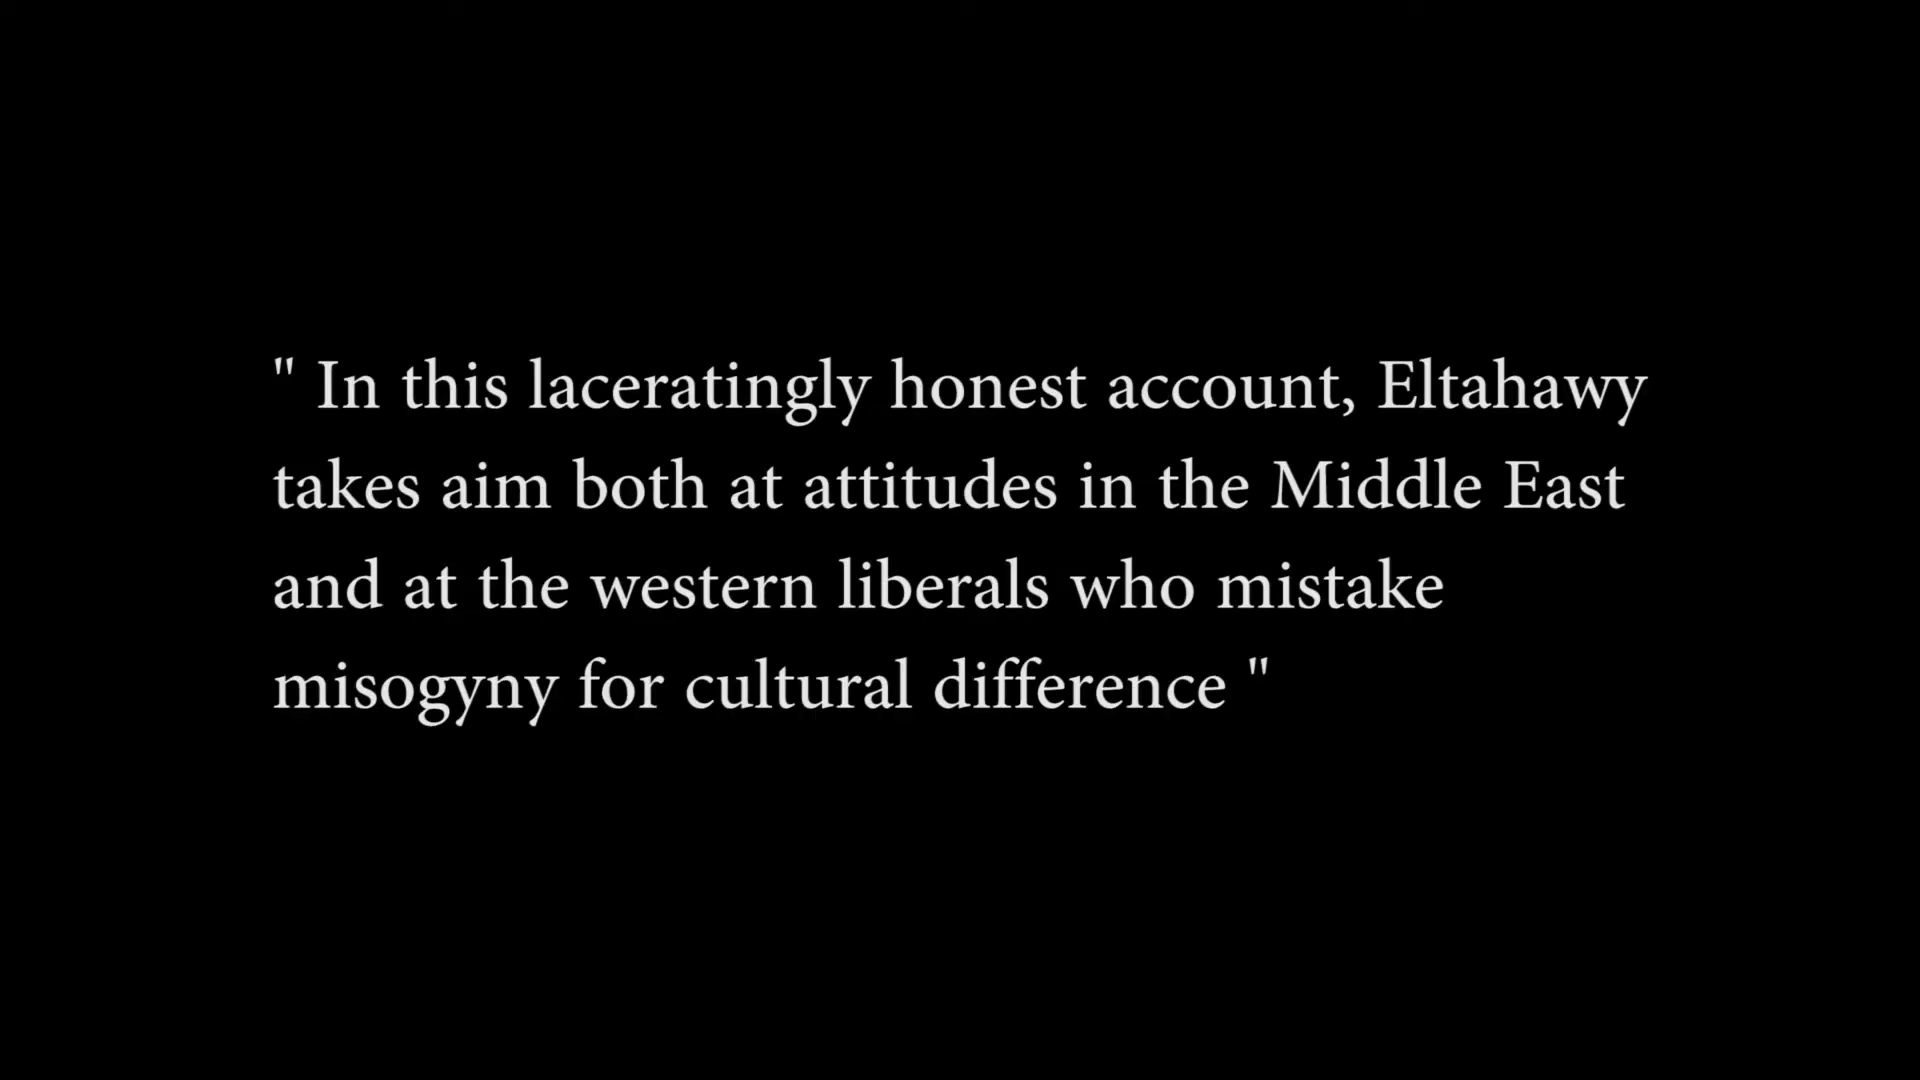 " In this laceratingly honest account, Eltahawy
takes aim both at attitudes in the Middle East
and at the western liberals who mistake
misogyny for cultural difference "